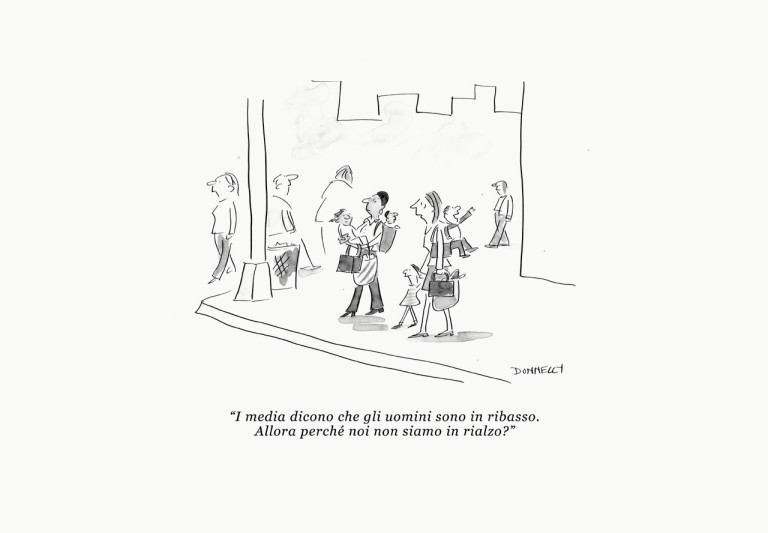 DONNELLY
“I media dicono che gli uomini sono in ribasso.
Allora perché noi non siamo in rialzo?”